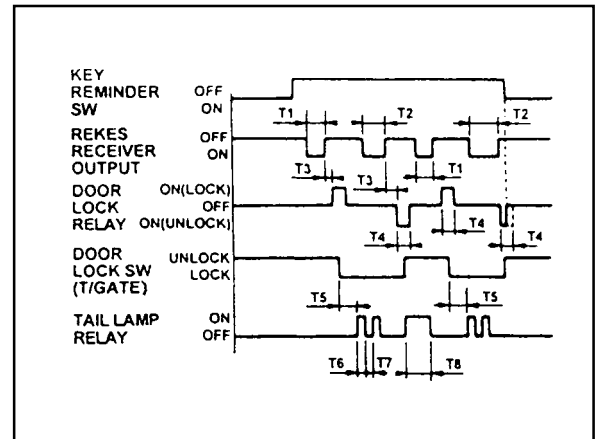 KEY
REMINDER OFF
SW ON
T1 T2 T2
REKES OFF
RECEIVER ON
OUTPUT
T3 T3 T1
DOOR ON(LOCK)
LOCK OFF
RELAY ON(UNLOCK)
T4 T4 T4
DOOR UNLOCK
LOCK SW LOCK
(T/GATE)
T5 T5
TAIL LAMP ON
RELAY OFF
T6 T7 T8